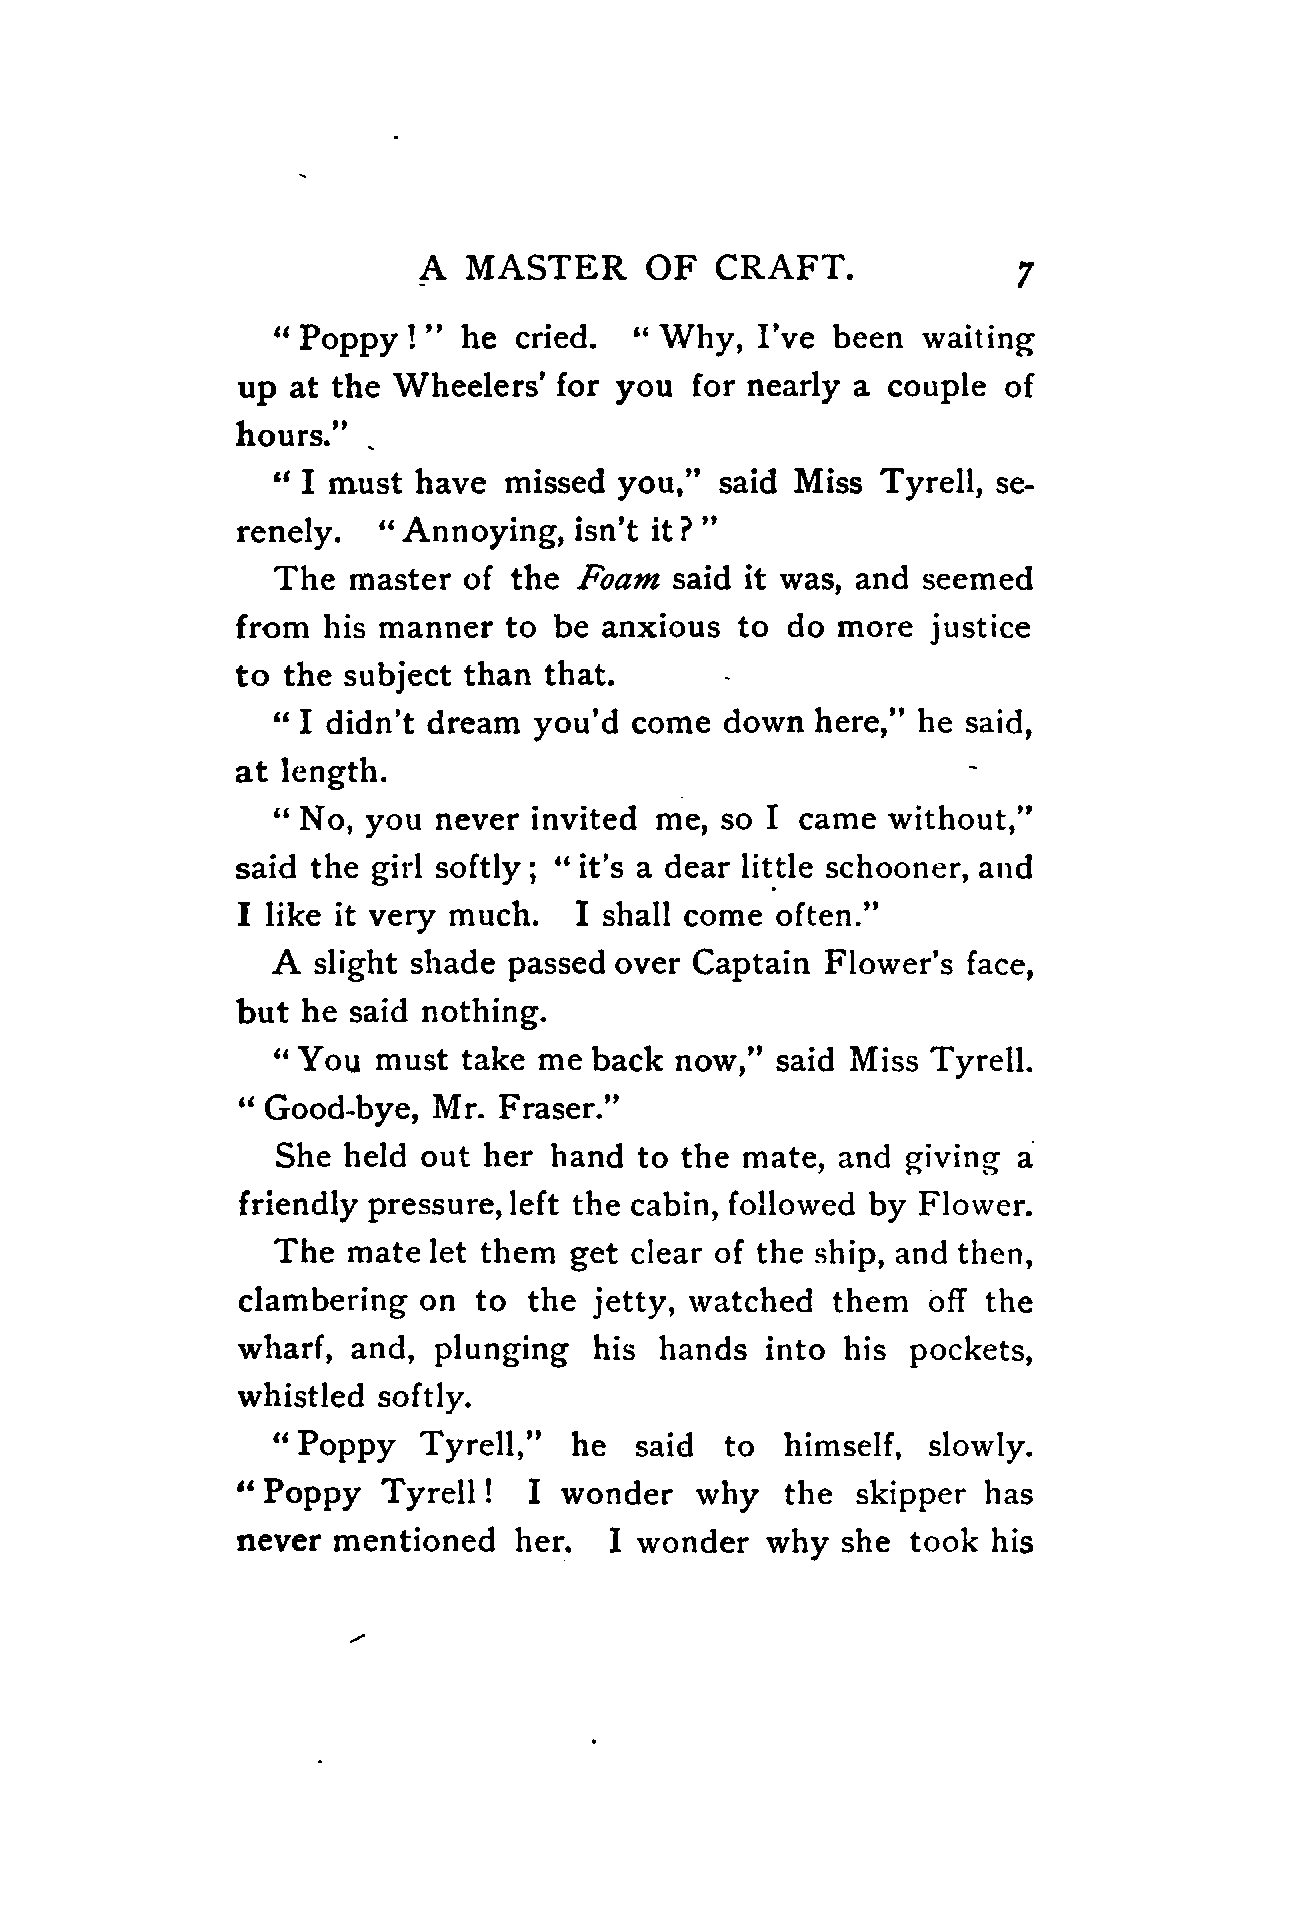 A MASTER OF CRAFT. 7
"Poppy!" he cried. "Why, I've been waiting
up at the Wheelers' for you for nearly a couple of
hours."
"I must have missed you," said Miss Tyrell, se-
renely. "Annoying, isn't it?"
The master of the Foam said it was, and seemed
from his manner to be anxious to do more justice
to the subject than that.
"I didn't dream you'd come down here," he said,
at length.
"No, you never invited me, so I came without,"
said the girl softly; "it's a dear little schooner, and
I like it very much. I shall come often."
A slight shade passed over Captain Flower's face,
but he said nothing.
"You must take me back now," said Miss Tyrell.
"Good-bye, Mr. Fraser."
She held out her hand to the mate, and giving a
friendly pressure, left the cabin, followed by Flower.
The mate let them get clear of the ship, and then,
clambering on to the jetty, watched them off the
wharf, and, plunging his hands into his pockets,
whistled softly.
"Poppy Tyrell," he said to himself, slowly.
"Poppy Tyrell! I wonder why the skipper has
never mentioned her. I wonder why she took his